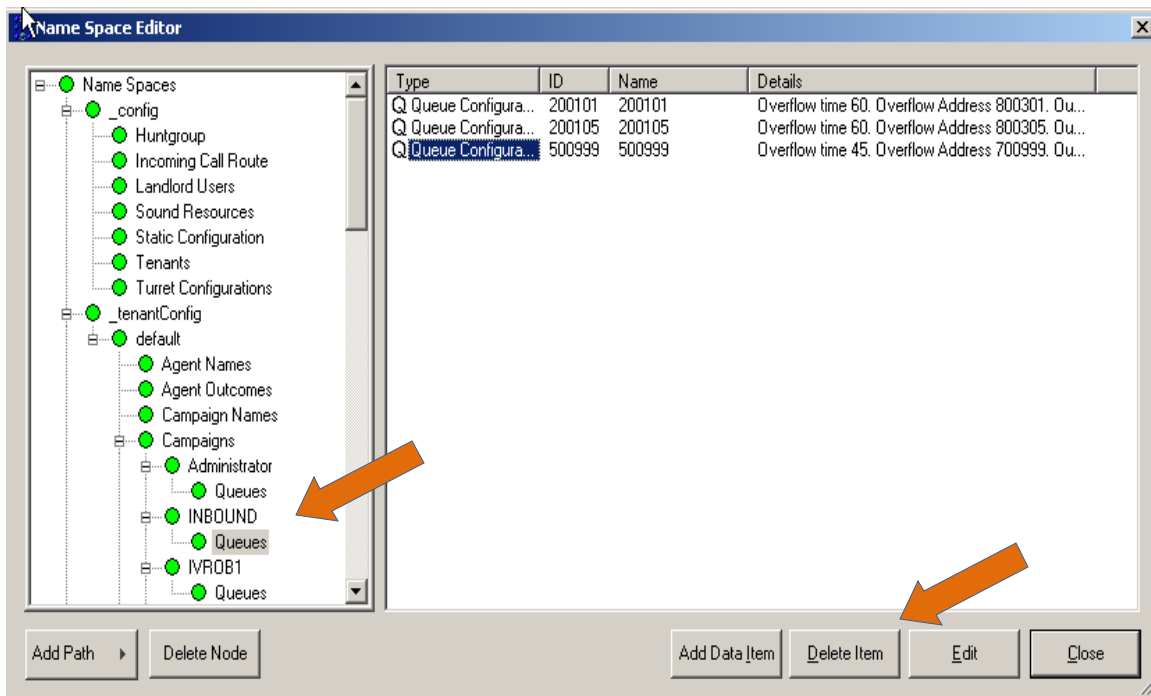 Name Space Editor
Name Spaces
_config
Huntgroup
Incoming Call Route
Landlord Users
Sound Resources
Static Configuration
Tenants
Turret Configurations
_tenantConfig
default
Agent Names
Agent Outcomes
Campaign Names
Campaigns
Administrator
Queues
INBOUND
Queues
IVROB1
Queues
Type ID Name Details
Q Queue Configura... 200101 200101 Overflow time 60. Overflow Address 800301. Ou...
Q Queue Configura... 200105 200105 Overflow time 60. Overflow Address 800305. Ou...
Q Queue Configura... 500999 500999 Overflow time 45. Overflow Address 700999. Ou...
Add Path Delete Node Add Data Item Delete Item Edit Close